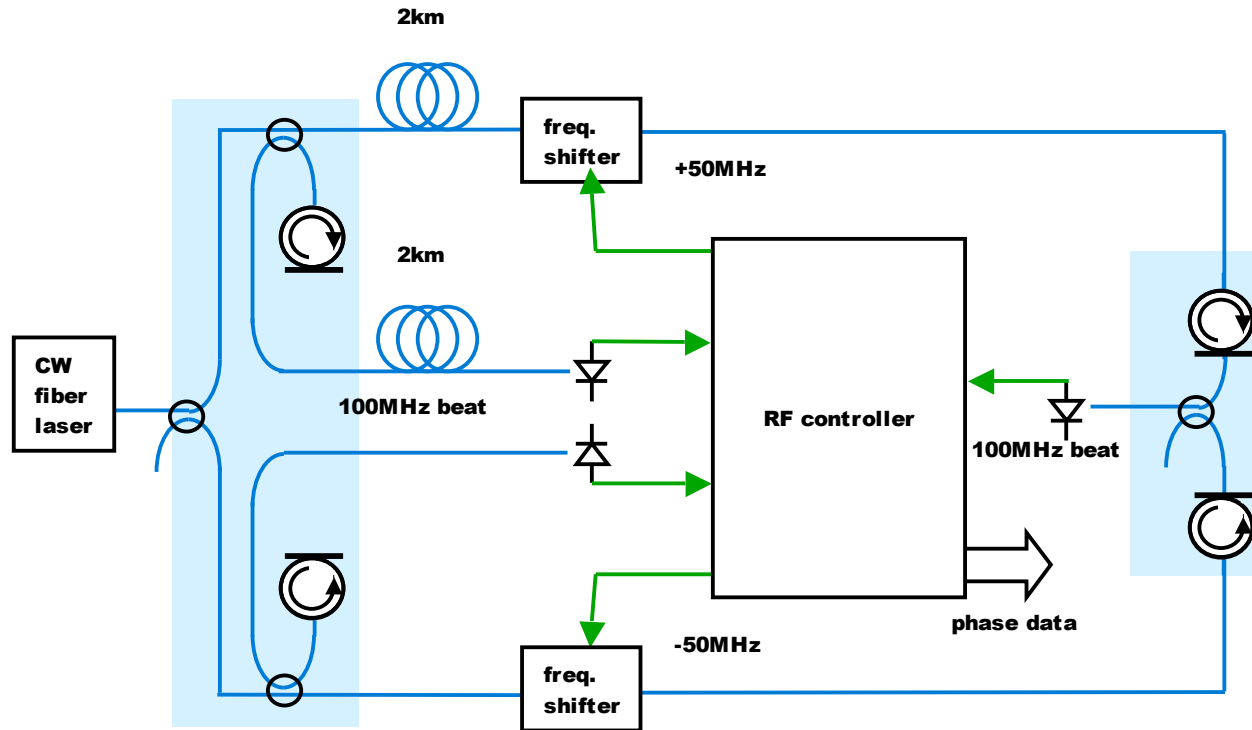 2km
freq.
shifter
+50MHz
2km
CW
fiber
laser
100MHz beat
RF controller
100MHz beat
phase data
-50MHz
freq.
shifter